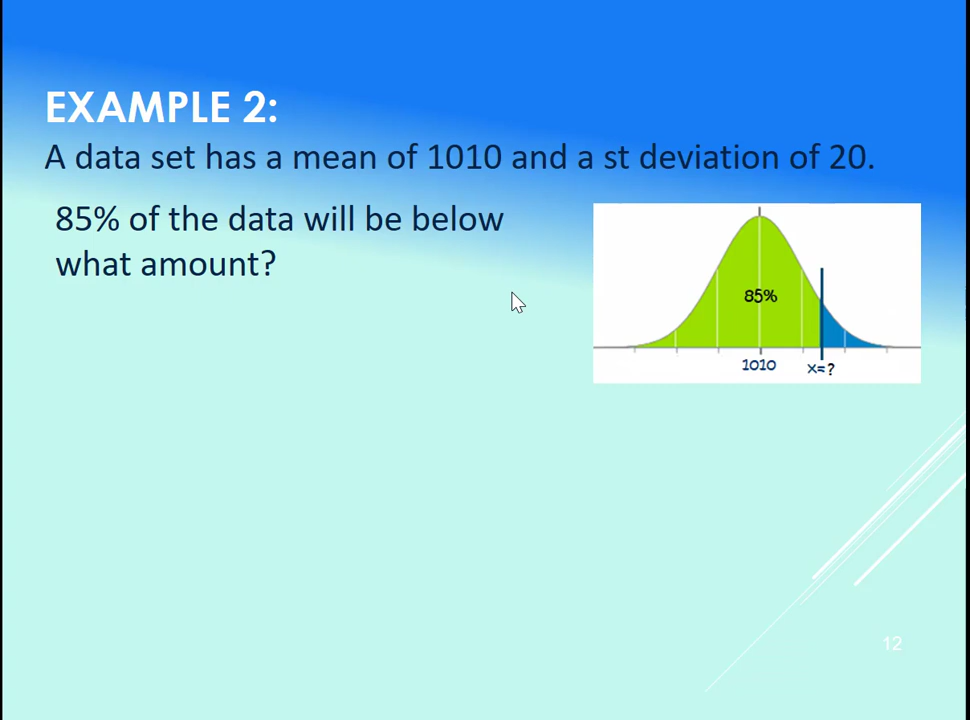 EXAMPLE 2:
A data set has a mean of 1010 and a st deviation of 20.
85% of the data will be below
what amount?
85%
1010 x=?
12